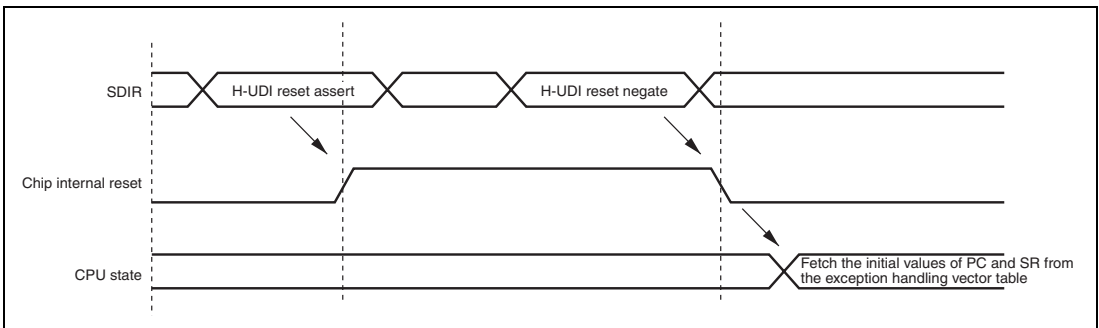 SDIR
H-UDI reset assert
H-UDI reset negate
Chip internal reset
CPU state
Fetch the initial values of PC and SR from
the exception handling vector table